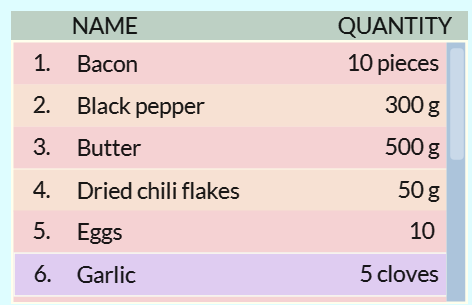 NAME QUANTITY
1. Bacon 10 pieces
2. Black pepper 300 g
3. Butter 500 g
4. Dried chili flakes 50 g
5. Eggs 10
6. Garlic 5 cloves